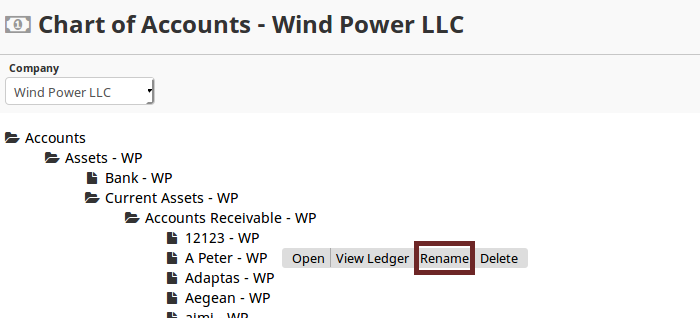 Chart of Accounts - Wind Power LLC
Company
Wind Power LLC
Accounts
Assets - WP
Bank - WP
Current Assets - WP
Accounts Receivable - WP
12123 - WP
A Peter - WP Open View Ledger Rename Delete
Adaptas - WP
Aegean - WP